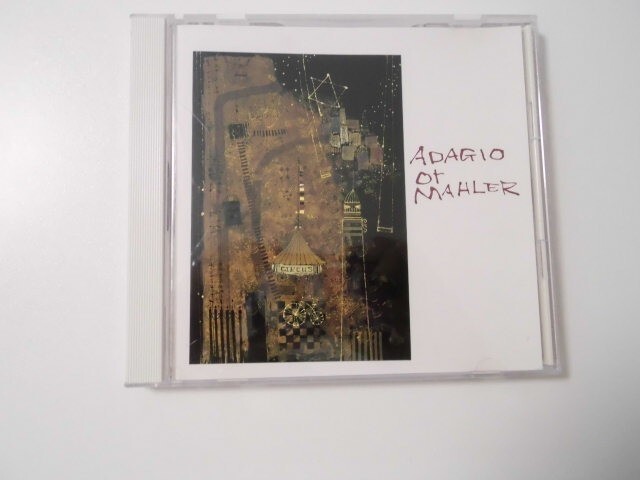 ADAGIO
Of
MAHLER
CIRCUS